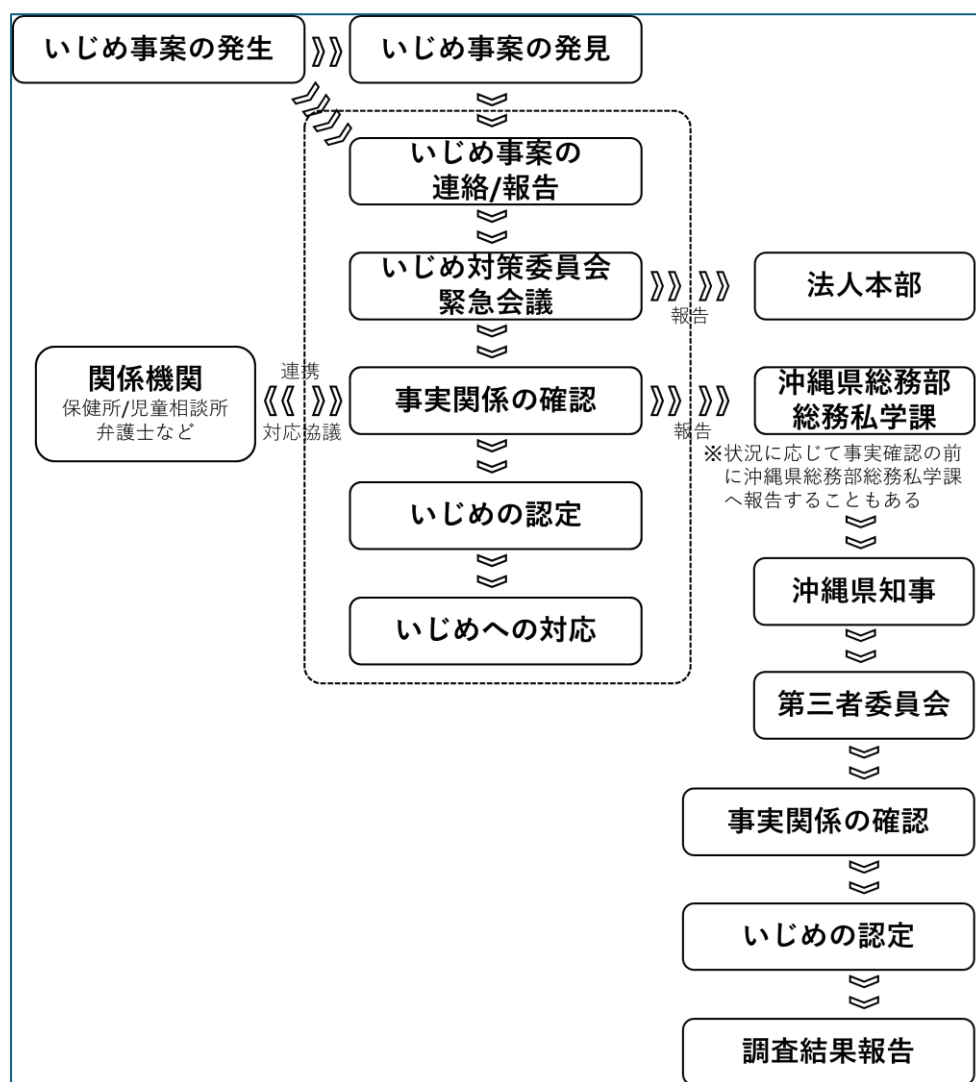 いじめ事案の発生
いじめ事案の発見
いじめ事案の
連絡/報告
いじめ対策委員会
緊急会議
報告
法人本部
関係機関
保健所/児童相談所
弁護士など
連携
対応協議
事実関係の確認
報告
沖縄県総務部
総務私学課
※状況に応じて事実確認の前
に沖縄県総務部総務私学課
へ報告することもある
いじめの認定
いじめへの対応
沖縄県知事
第三者委員会
事実関係の確認
いじめの認定
調査結果報告